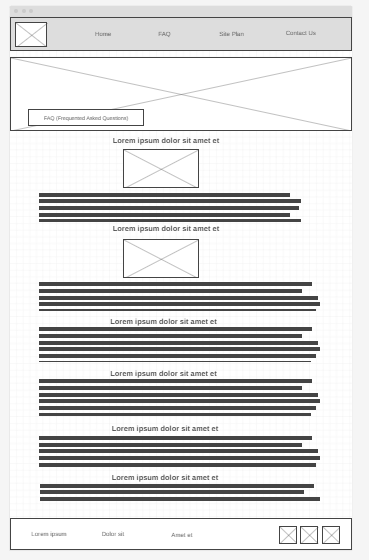 Home FAQ Site Plan Contact Us
FAQ (Frequented Asked Questions)
Lorem ipsum dolor sit amet et
Lorem ipsum dolor sit amet et
Lorem ipsum dolor sit amet et
Lorem ipsum dolor sit amet et
Lorem ipsum dolor sit amet et
Lorem ipsum dolor sit amet et
Lorem ipsum Dolor sit Amet et